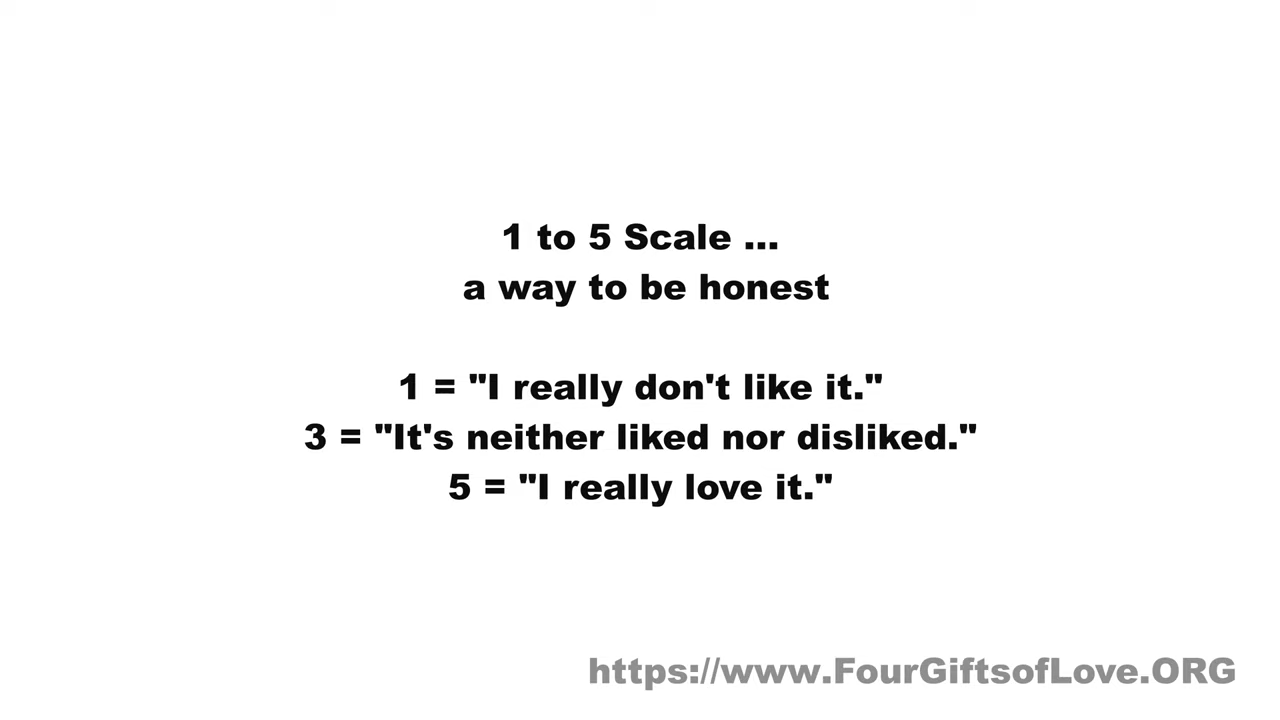 1 to 5 Scale ...
a way to be honest
1 = "I really don't like it."
3 = "It's neither liked nor disliked."
5 = "I really love it."
https://www.FourGiftsofLove.ORG